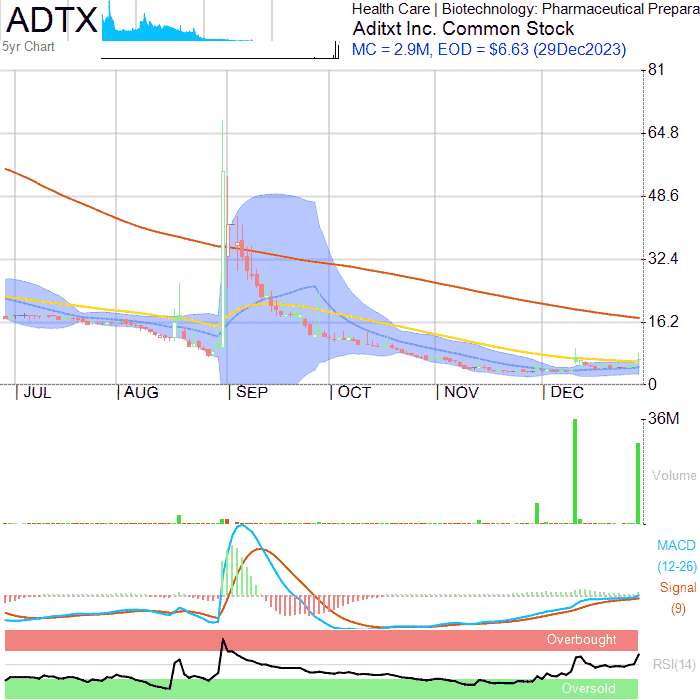 ADTX
5yr Chart
Health Care | Biotechnology: Pharmaceutical Prepara
Aditxt Inc. Common Stock
MC = 2.9M, EOD = $6.63 (29Dec2023)
81
64.8
48.6
32.4
16.2
0
JUL AUG SEP OCT NOV DEC
36M
Volume
MACD
(12-26)
Signal
(9)
Overbought
RSI(14)
Oversold